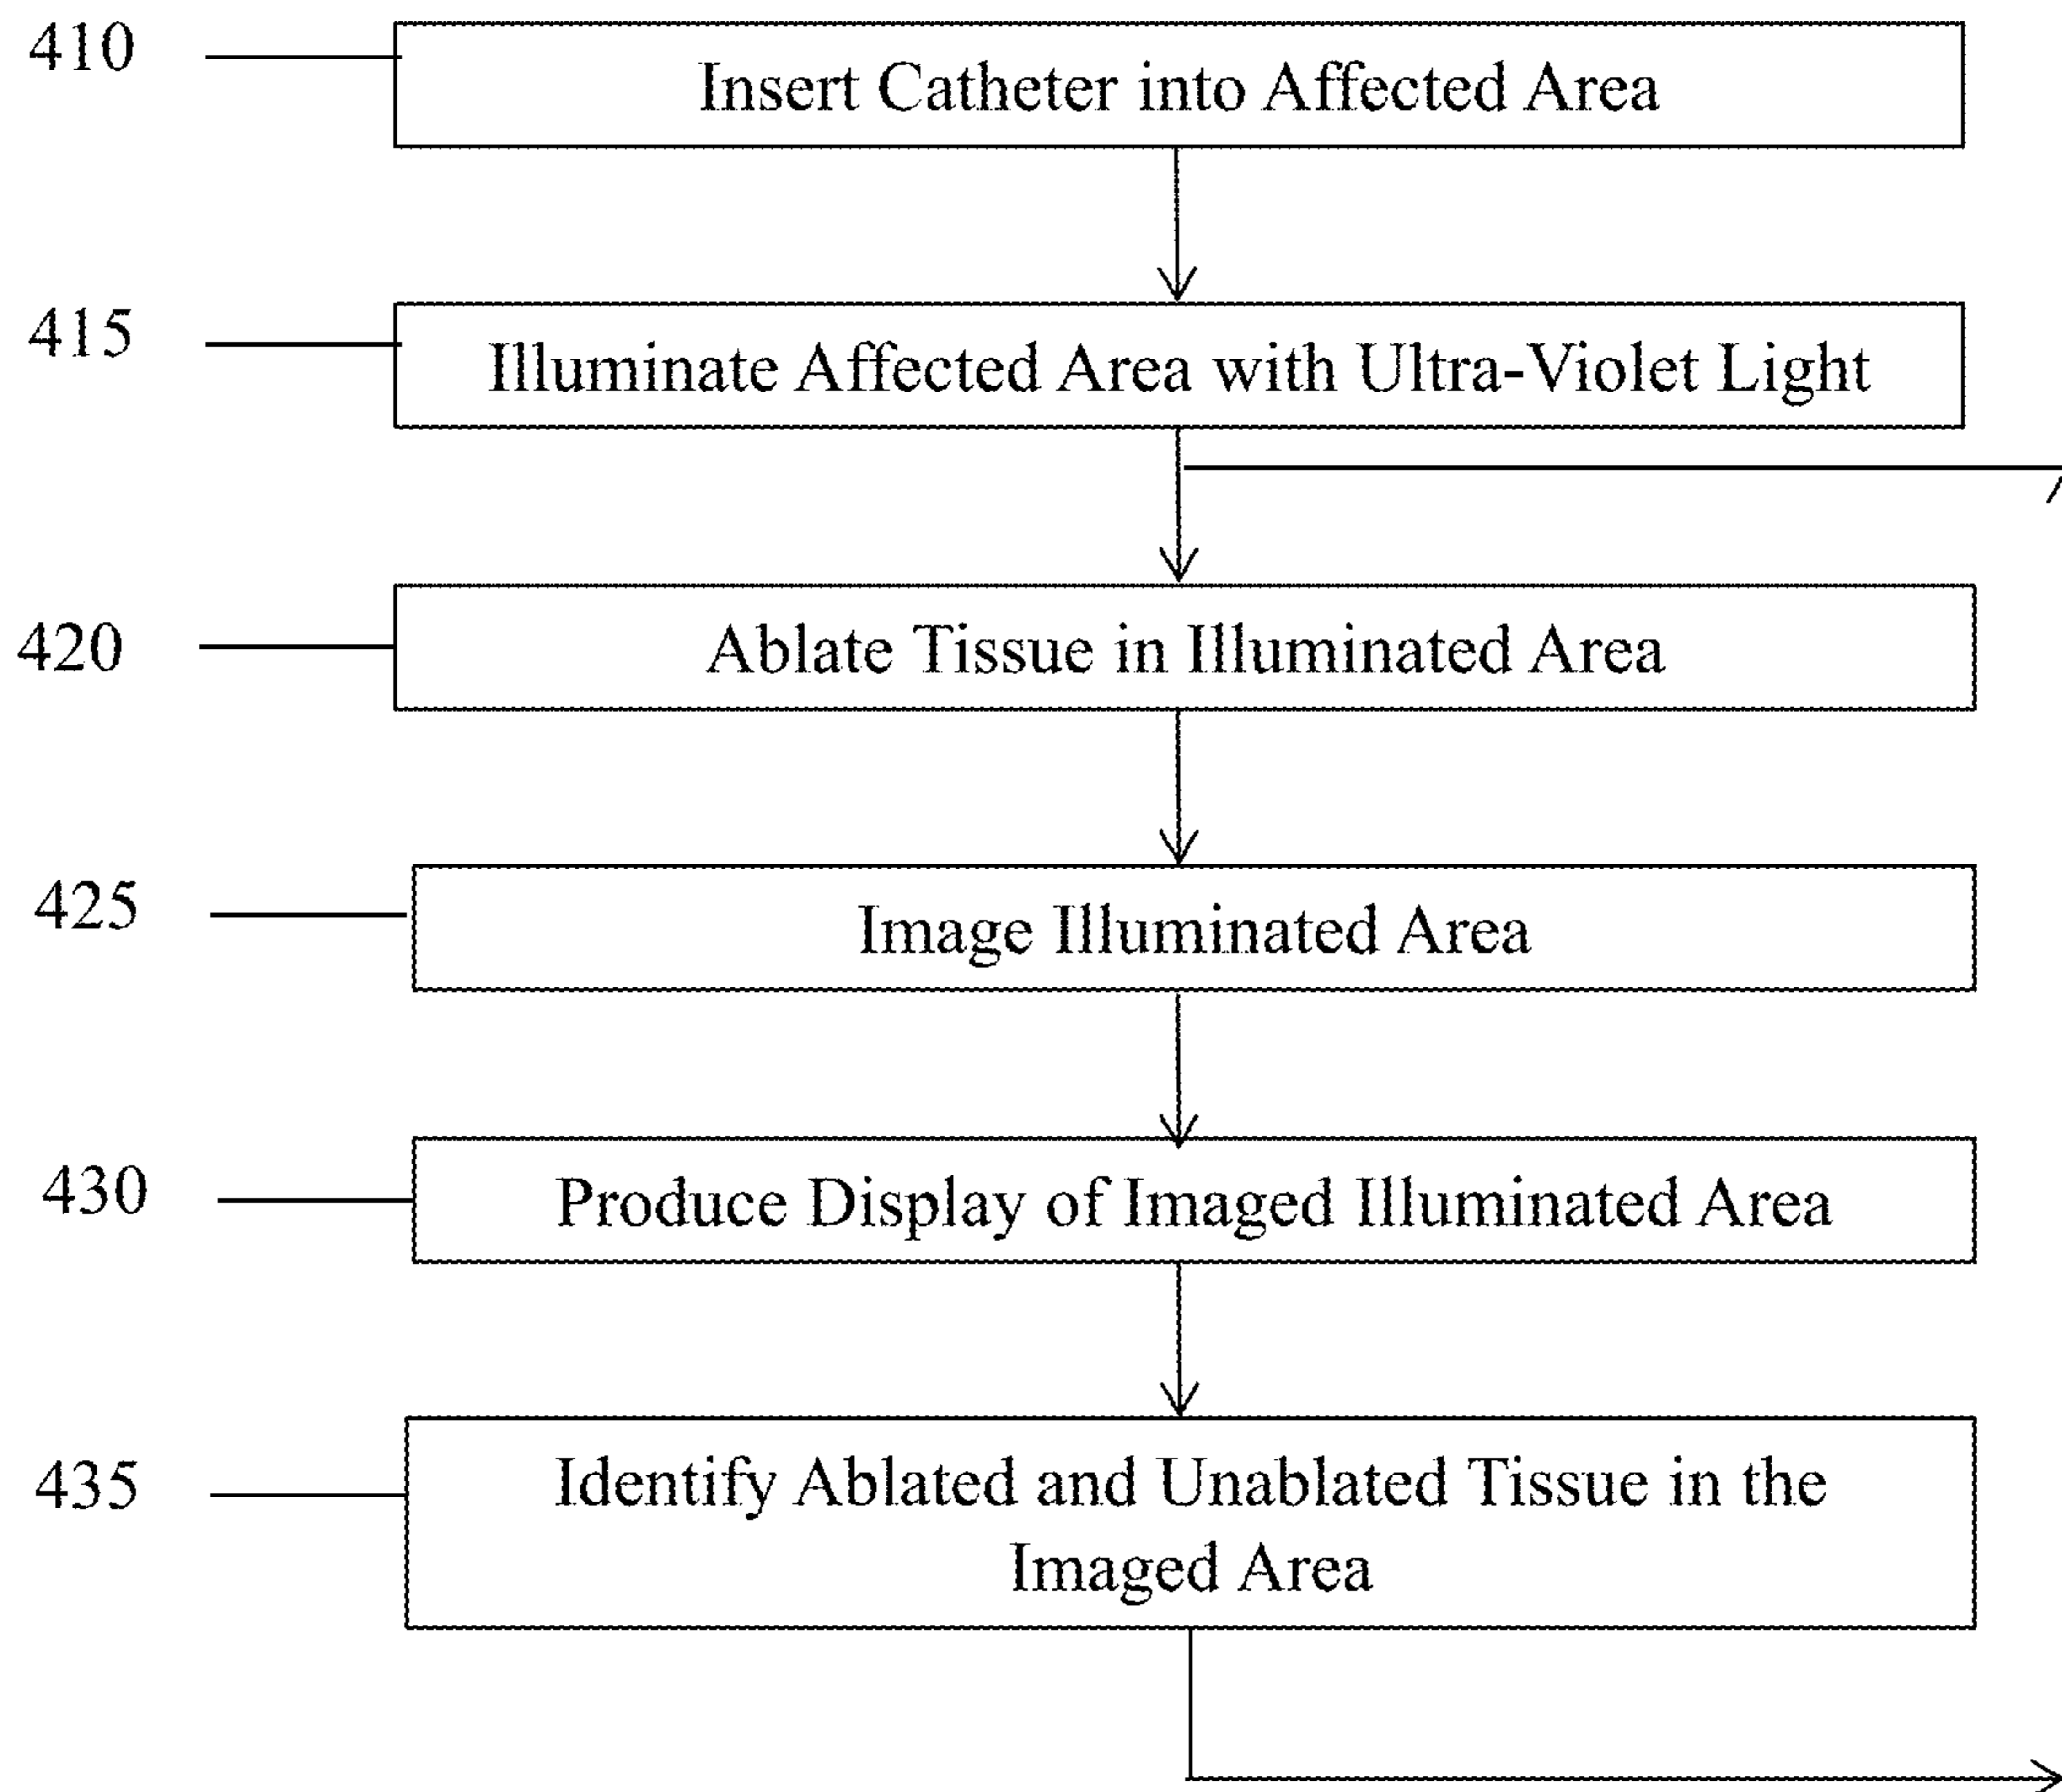 410
Insert Catheter into Affected Area
415
Illuminate Affected Area with Ultra-Violet Light
420
Ablate Tissue in Illuminated Area
425
Image Illuminated Area
430
Produce Display of Imaged Illuminated Area
435
Identify Ablated and Unablated Tissue in the
Imaged Area